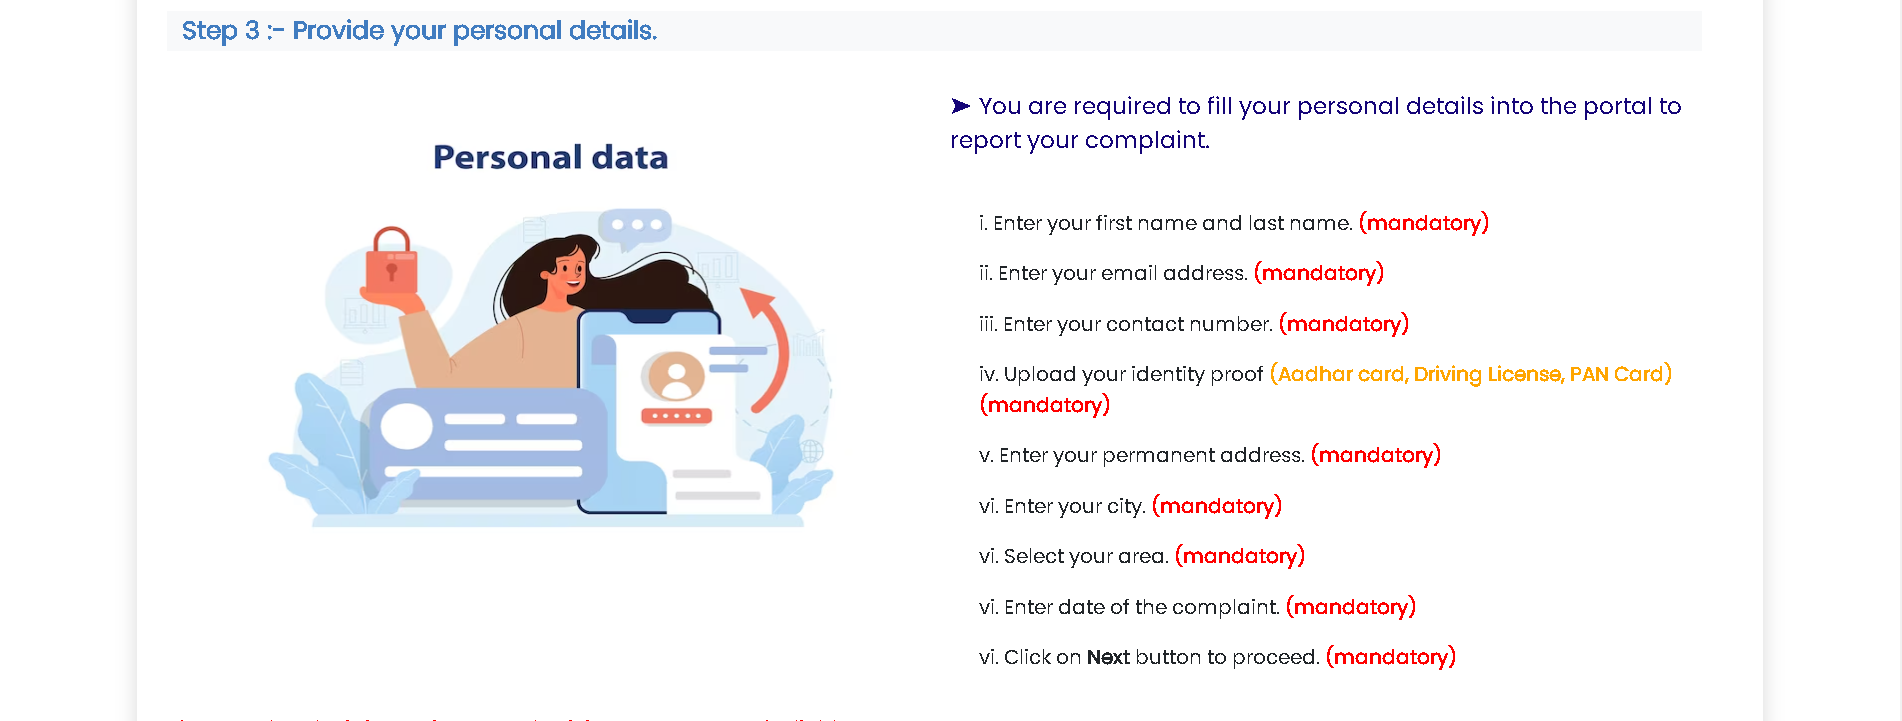 Step 3 :- Provide your personal details.
Personal data
➤ You are required to fill your personal details into the portal to
report your complaint.
i. Enter your first name and last name. (mandatory)
ii. Enter your email address. (mandatory)
iii. Enter your contact number. (mandatory)
iv. Upload your identity proof (Aadhar card, Driving License, PAN Card)
(mandatory)
v. Enter your permanent address. (mandatory)
vi. Enter your city. (mandatory)
vi. Select your area. (mandatory)
vi. Enter date of the complaint. (mandatory)
vi. Click on Next button to proceed. (mandatory)